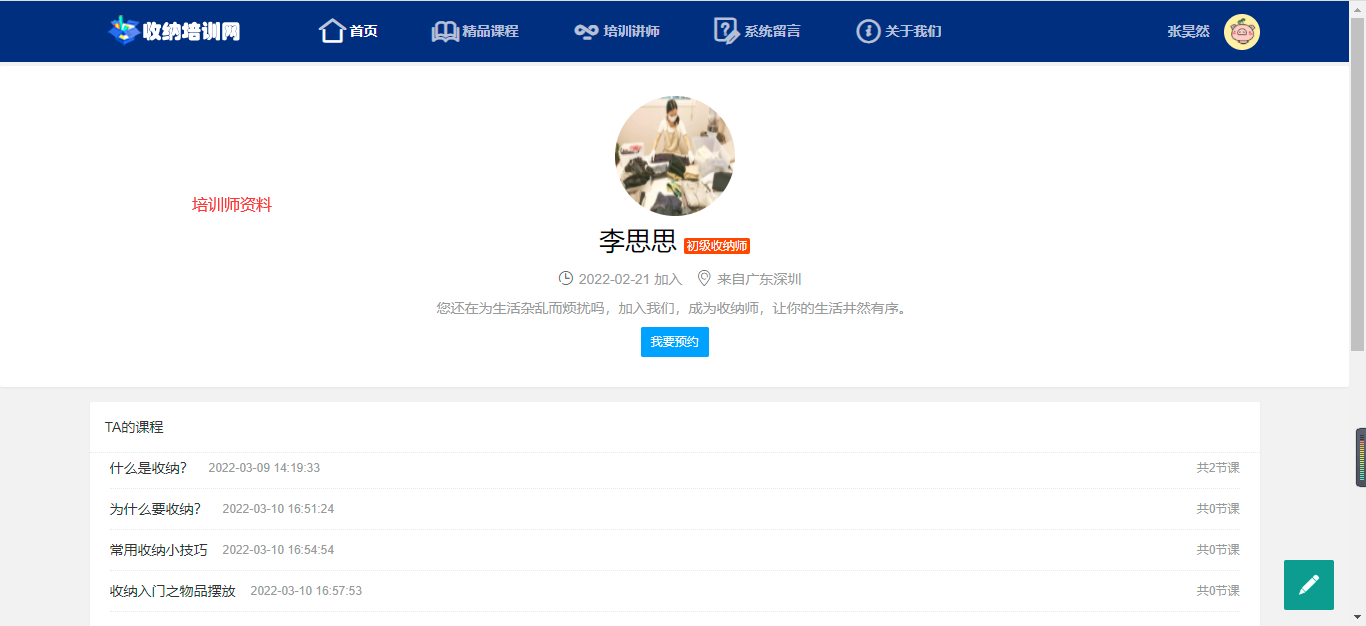 收纳培训网 首页 精品课程 培训讲师 系统留言 关于我们 张昊然
培训师资料
李思思 初级收纳师
2022-02-21 加入 来自广东深圳
您还在为生活杂乱而烦扰吗，加入我们，成为收纳师，让你的生活井然有序。
我要预约
TA的课程
什么是收纳？ 2022-03-09 14:19:33 共2节课
为什么要收纳？ 2022-03-10 16:51:24 共0节课
常用收纳小技巧 2022-03-10 16:54:54 共0节课
收纳入门之物品摆放 2022-03-10 16:57:53 共0节课